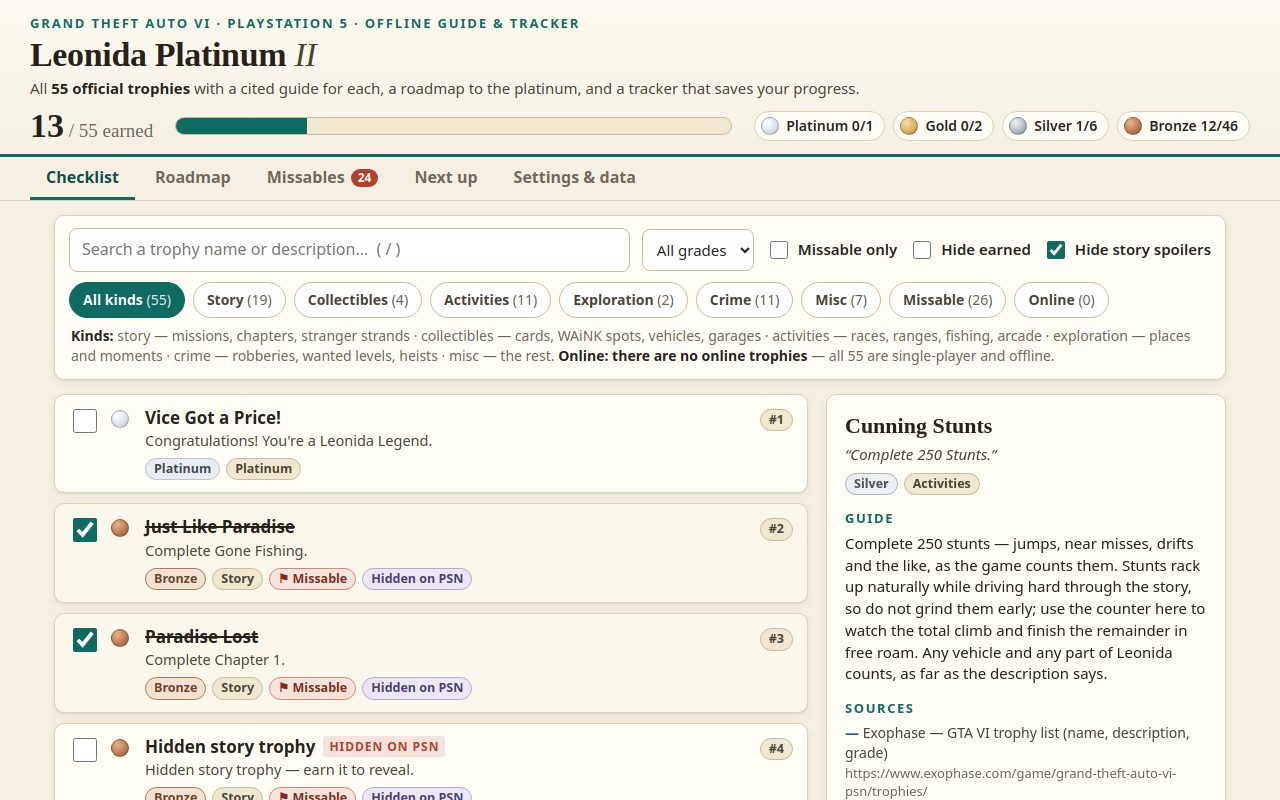 GRAND THEFT AUTO VI · PLAYSTATION 5 · OFFLINE GUIDE & TRACKER
Leonida Platinum II
All 55 official trophies with a cited guide for each, a roadmap to the platinum, and a tracker that saves your progress.
13 / 55 earned
Platinum 0/1
Gold 0/2
Silver 1/6
Bronze 12/46
Checklist
Roadmap
Missables 24
Next up
Settings & data
Search a trophy name or description… ( / )
All grades
Missable only
Hide earned
Hide story spoilers
All kinds (55)
Story (19)
Collectibles (4)
Activities (11)
Exploration (2)
Crime (11)
Misc (7)
Missable (26)
Online (0)
Kinds: story — missions, chapters, stranger strands · collectibles — cards, WAiNK spots, vehicles, garages · activities — races, ranges, fishing, arcade · exploration — places
and moments · crime — robberies, wanted levels, heists · misc — the rest. Online: there are no online trophies — all 55 are single-player and offline.
Vice Got a Price!
#1
Congratulations! You're a Leonida Legend.
Platinum
Platinum
Just Like Paradise
#2
Complete Gone Fishing.
Bronze
Story
⚑ Missable
Hidden on PSN
Paradise Lost
#3
Complete Chapter 1.
Bronze
Story
⚑ Missable
Hidden on PSN
Hidden story trophy HIDDEN ON PSN
#4
Hidden story trophy — earn it to reveal.
Bronze
Story
⚑ Missable
Hidden on PSN
Cunning Stunts
“Complete 250 Stunts.”
Silver
Activities
GUIDE
Complete 250 stunts — jumps, near misses, drifts
and the like, as the game counts them. Stunts rack
up naturally while driving hard through the story,
so do not grind them early; use the counter here to
watch the total climb and finish the remainder in
free roam. Any vehicle and any part of Leonida
counts, as far as the description says.
SOURCES
— Exophase — GTA VI trophy list (name, description,
grade)
https://www.exophase.com/game/grand-theft-auto-vi-
psn/trophies/